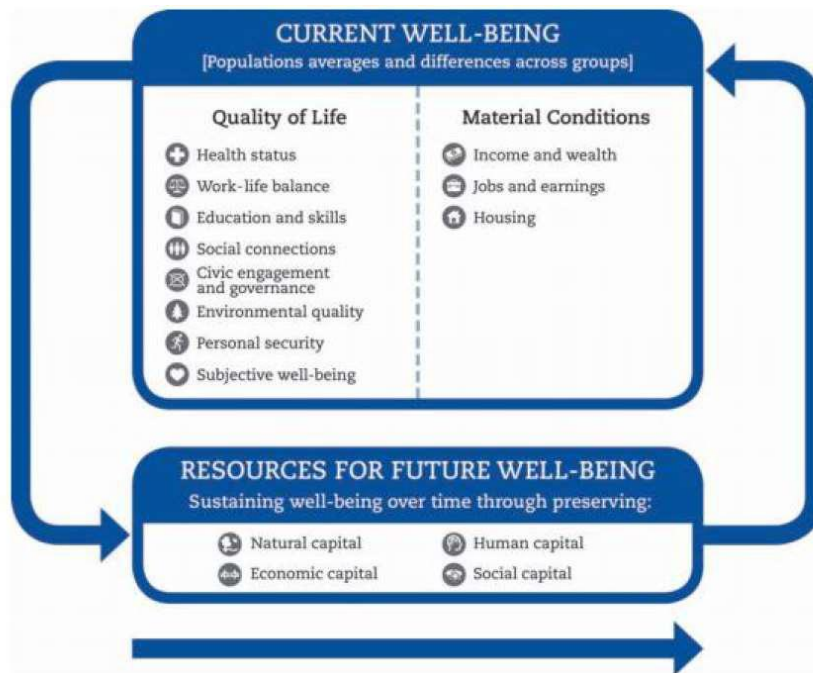 CURRENT WELL-BEING
[Populations averages and differences across groups]
Quality of Life
Health status
Work-life balance
Education and skills
Social connections
Civic engagement
and governance
Environmental quality
Personal security
Subjective well-being
Material Conditions
Income and wealth
Jobs and earnings
Housing
RESOURCES FOR FUTURE WELL-BEING
Sustaining well-being over time through preserving:
Natural capital
Human capital
Economic capital
Social capital